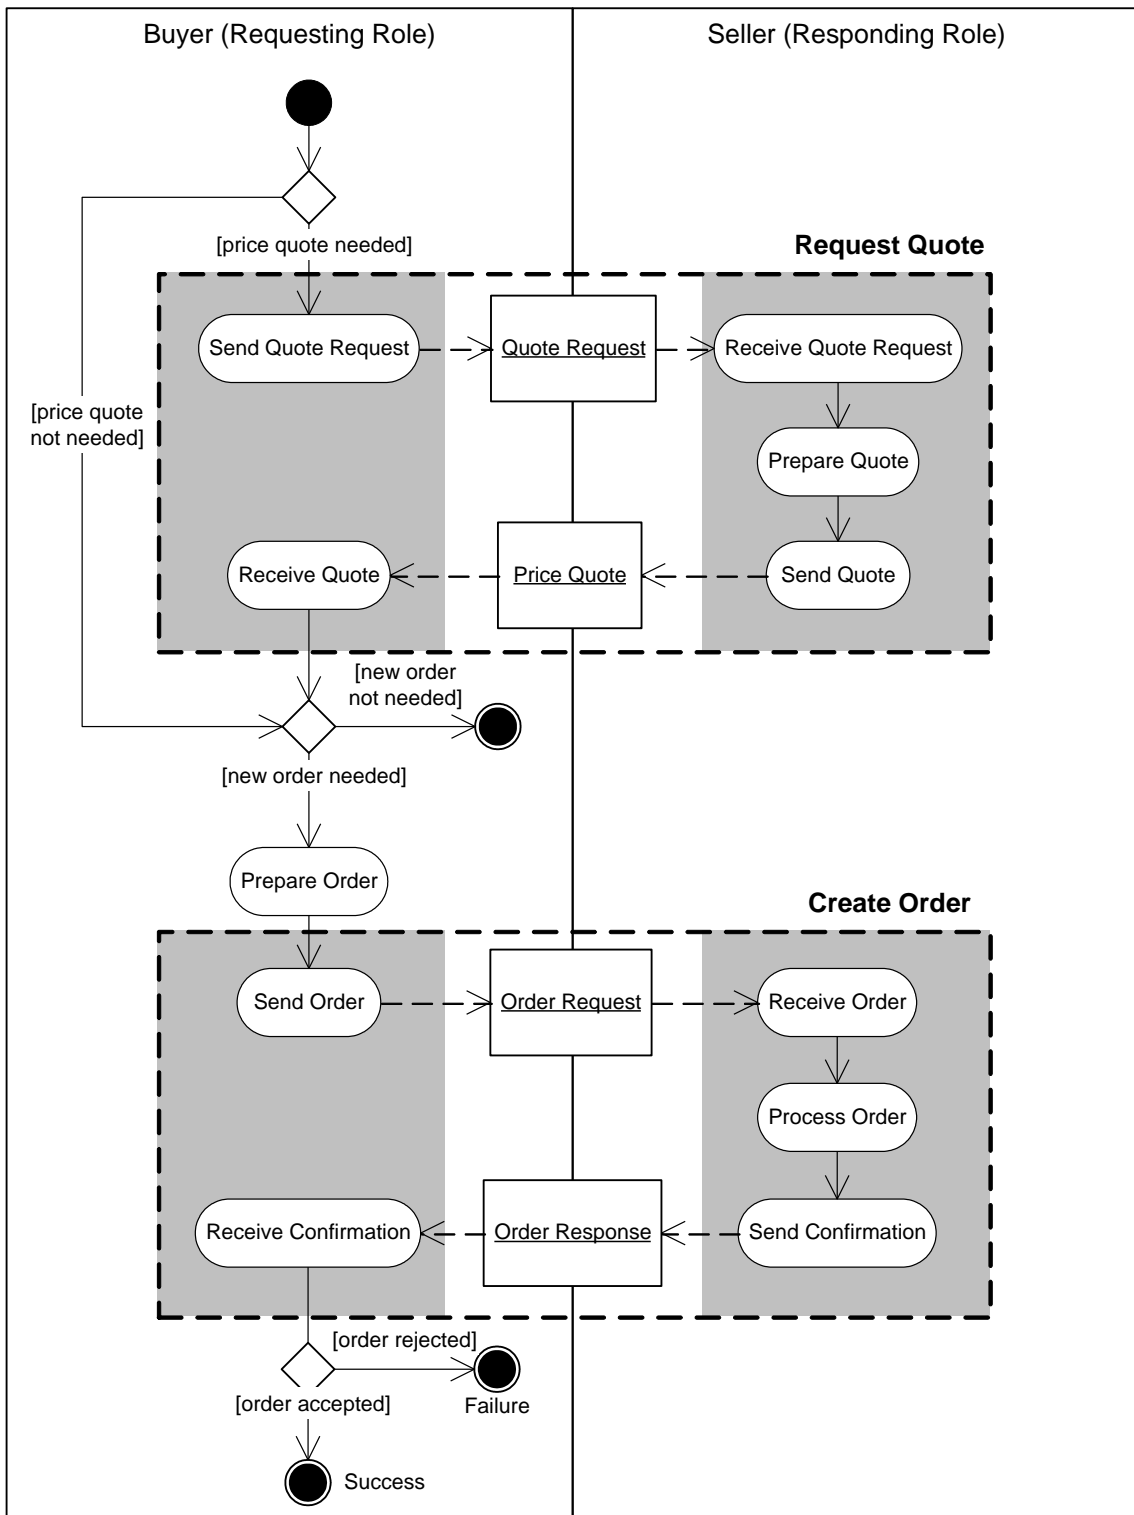 Buyer (Requesting Role)
Seller (Responding Role)
[price quote needed]
Request Quote
Send Quote Request
Quote Request
Receive Quote Request
[price quote
not needed]
Prepare Quote
Receive Quote
Price Quote
Send Quote
[new order
not needed]
[new order needed]
Prepare Order
Create Order
Send Order
Order Request
Receive Order
Process Order
Receive Confirmation
Order Response
Send Confirmation
[order rejected]
[order accepted]
Failure
Success